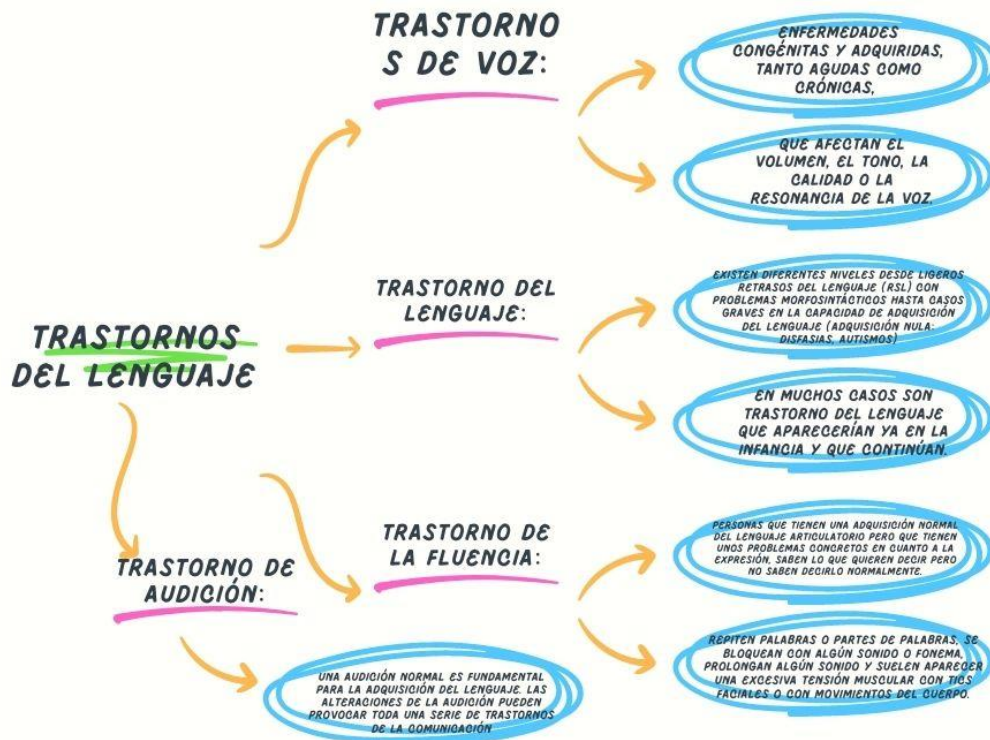 TRASTORNO
S DE VOZ:
ENFERMEDADES
CONGÉNITAS Y ADQUIRIDAS,
TANTO AGUDAS COMO
CRÓNICAS,
QUE AFECTAN EL
VOLUMEN, EL TONO, LA
CALIDAD O LA
RESONANCIA DE LA VOZ.
TRASTORNOS
DEL LENGUAJE
TRASTORNO DEL
LENGUAJE:
EXISTEN DIFERENTES NIVELES DESDE LIGEROS
RETRASOS DEL LENGUAJE (RSL) CON
PROBLEMAS MORFOSINTÁCTICOS HASTA CASOS
GRAVES EN LA CAPACIDAD DE ADQUISICIÓN
DEL LENGUAJE (ADQUISICIÓN NULA:
DISFASIAS, AUTISMOS)
EN MUCHOS CASOS SON
TRASTORNO DEL LENGUAJE
QUE APARECERÍAN YA EN LA
INFANCIA Y QUE CONTINÚAN.
TRASTORNO DE
LA FLUENCIA:
PERSONAS QUE TIENEN UNA ADQUISICIÓN NORMAL
DEL LENGUAJE ARTICULATORIO PERO QUE TIENEN
UNOS PROBLEMAS CONCRETOS EN CUANTO A LA
EXPRESIÓN, SABEN LO QUE QUIEREN DECIR PERO
NO SABEN DECIRLO NORMALMENTE.
REPITEN PALABRAS O PARTES DE PALABRAS, SE
BLOQUEAN CON ALGÚN SONIDO O FONEMA,
PROLONGAN ALGÚN SONIDO Y SUELEN APARECER
UNA EXCESIVA TENSIÓN MUSCULAR CON TICS
FACIALES O CON MOVIMIENTOS DEL CUERPO.
TRASTORNO DE
AUDICIÓN:
UNA AUDICIÓN NORMAL ES FUNDAMENTAL
PARA LA ADQUISICIÓN DEL LENGUAJE. LAS
ALTERACIONES DE LA AUDICIÓN PUEDEN
PROVOCAR TODA UNA SERIE DE TRASTORNOS
DE LA COMUNICACIÓN